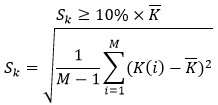 S_k ≥ 10% × K̅
S_k = √(1/(M − 1) ∑_{i=1}^{M} (K(i) − K̅)²)